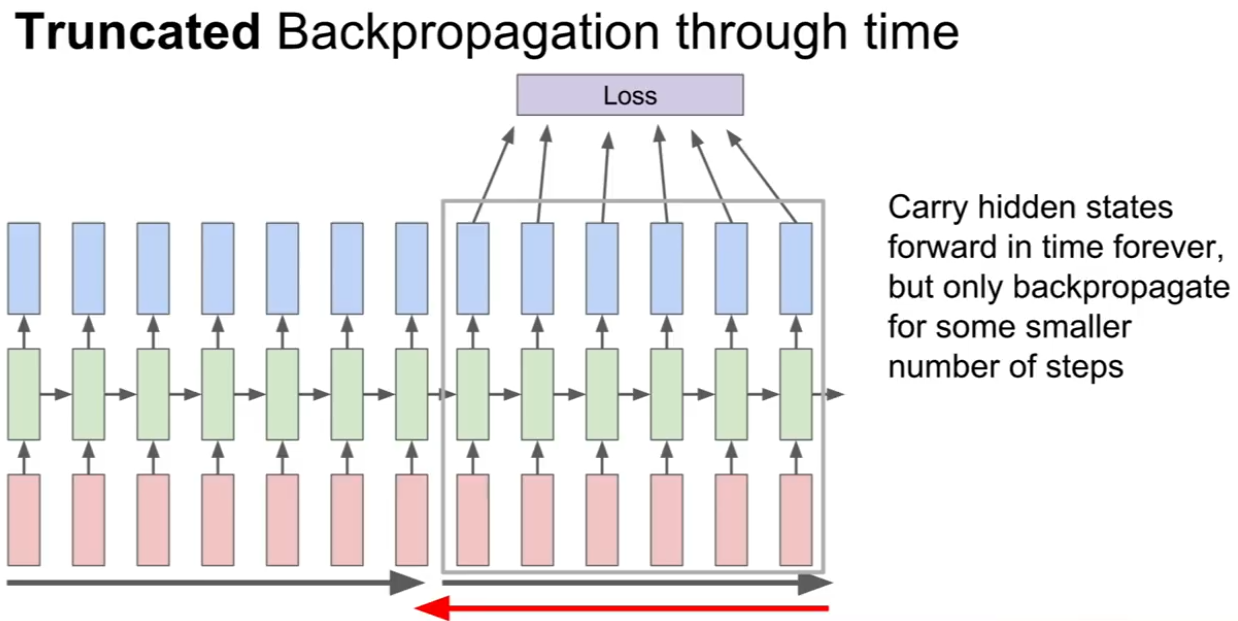 Truncated Backpropagation through time
Loss
Carry hidden states
forward in time forever,
but only backpropagate
for some smaller
number of steps